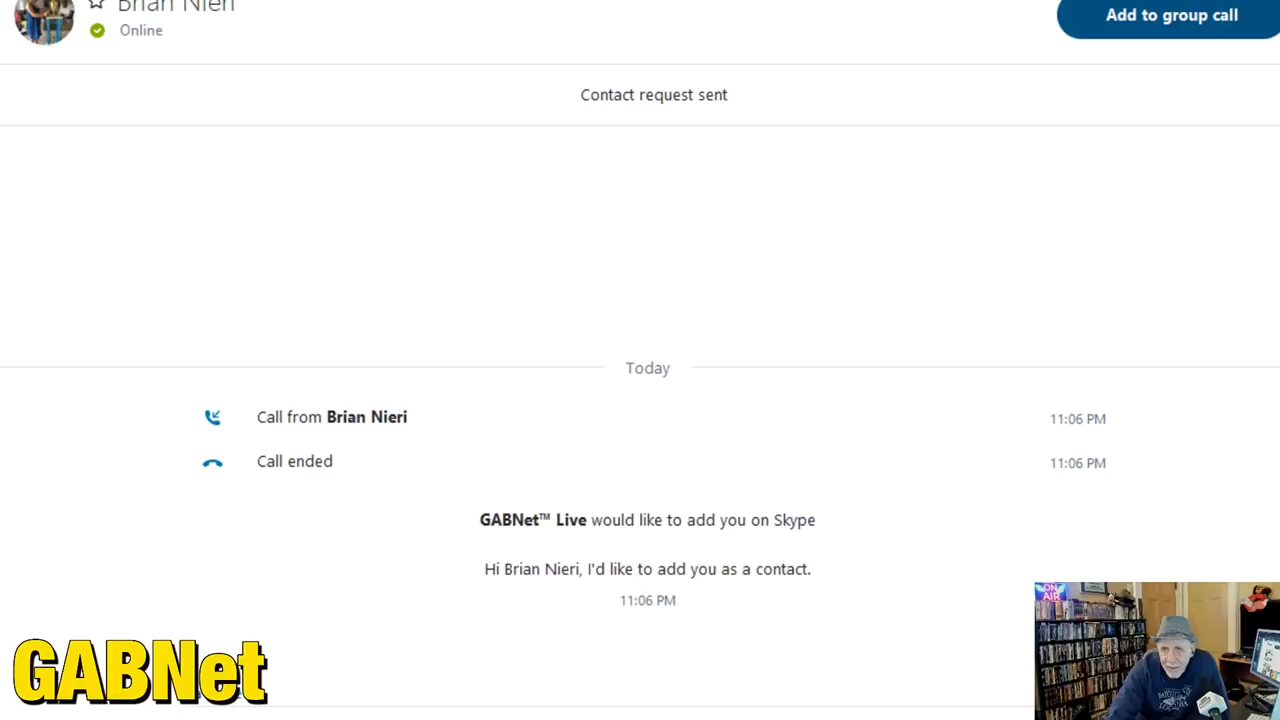 Brian Nieri
Online
Add to group call
Contact request sent
Today
Call from Brian Nieri
11:06 PM
Call ended
11:06 PM
GABNet™ Live would like to add you on Skype
Hi Brian Nieri, I'd like to add you as a contact.
11:06 PM
ON
AIR
GABNet